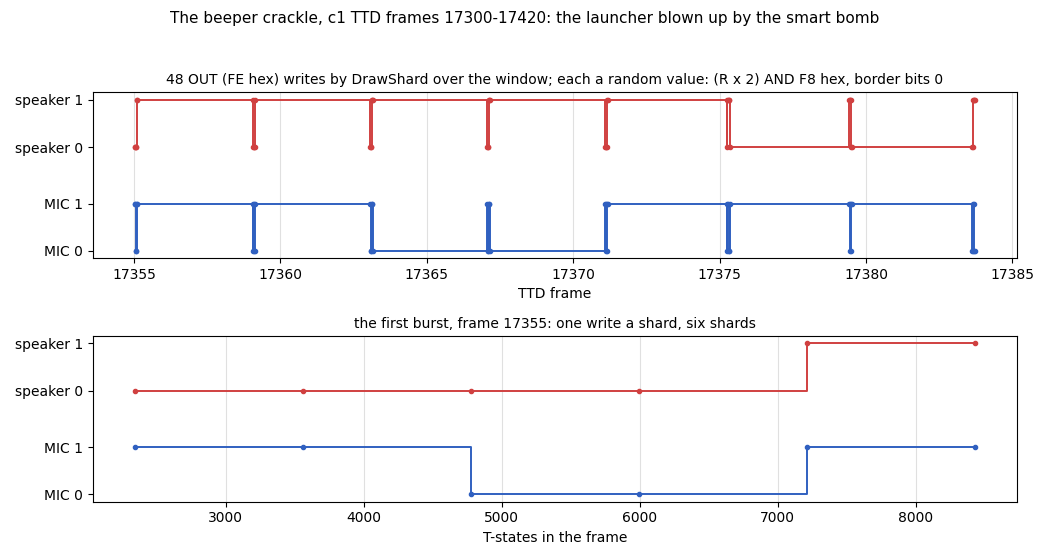 The beeper crackle, c1 TTD frames 17300-17420: the launcher blown up by the smart bomb
48 OUT (FE hex) writes by DrawShard over the window; each a random value: (R x 2) AND F8 hex, border bits 0
speaker 1
speaker 0
MIC 1
MIC 0
17355 17360 17365 17370 17375 17380 17385
TTD frame
the first burst, frame 17355: one write a shard, six shards
speaker 1
speaker 0
MIC 1
MIC 0
3000 4000 5000 6000 7000 8000
T-states in the frame